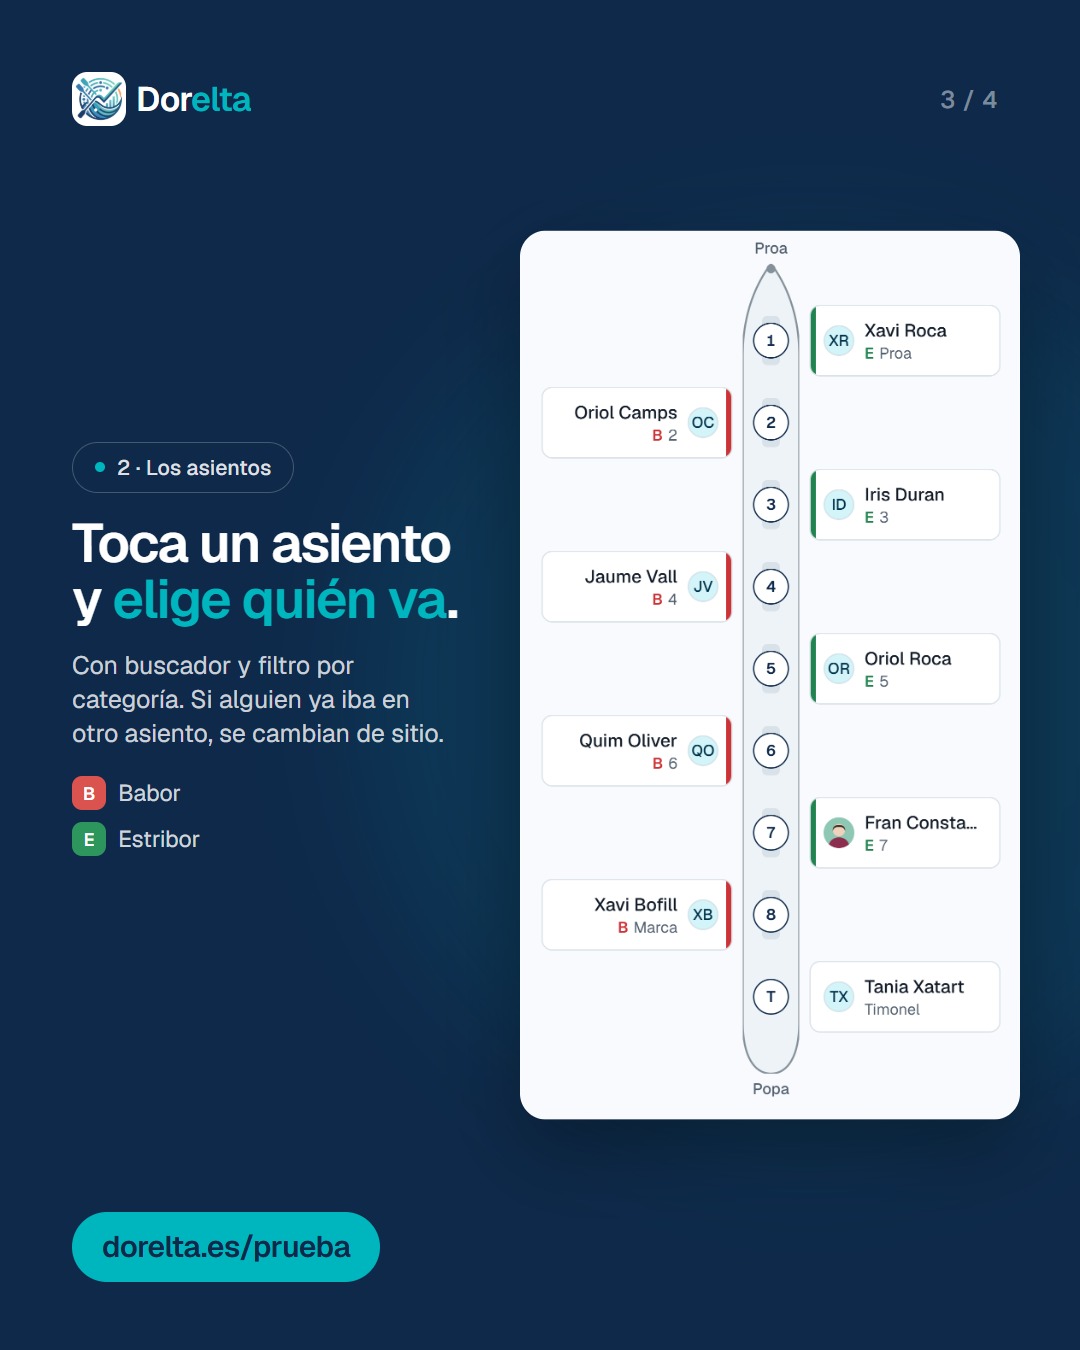 Dorelta
3 / 4
2 · Los asientos
Toca un asiento
y elige quién va.
Con buscador y filtro por
categoría. Si alguien ya iba en
otro asiento, se cambian de sitio.
B Babor
E Estribor
Proa
1
XR Xavi Roca
E Proa
Oriol Camps OC
B 2
2
3
ID Iris Duran
E 3
Jaume Vall JV
B 4
4
5
OR Oriol Roca
E 5
Quim Oliver QO
B 6
6
7
Fran Consta...
E 7
Xavi Bofill XB
B Marca
8
T
TX Tania Xatart
Timonel
Popa
dorelta.es/prueba